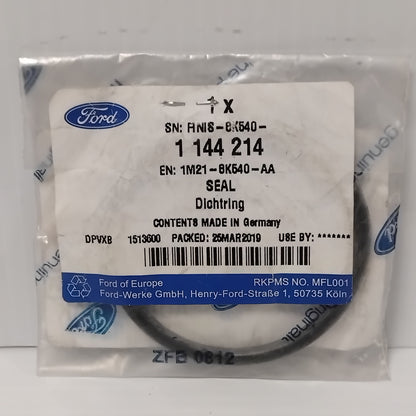 Ford
1 X
SN: FINIS-6K540-
1 144 214
EN: 1M21-6K540-AA
SEAL
Dichtring
CONTENTS MADE IN Germany
DPVXB 1513600 PACKED: 25MAR2019 USE BY: *******
Ford of Europe RKPMS NO. MFL001
Ford-Werke GmbH, Henry-Ford-Straße 1, 50735 Köln
ZFB 0812